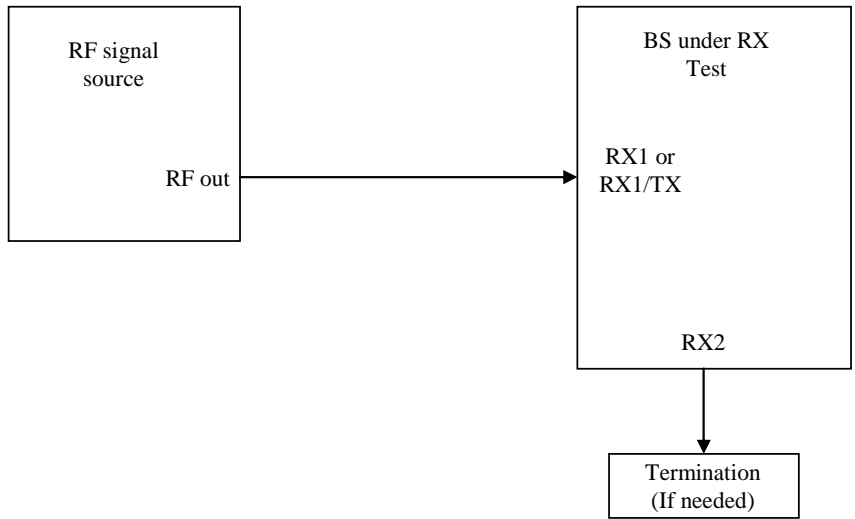 RF signal
source
RF out
BS under RX
Test
RX1 or
RX1/TX
RX2
Termination
(If needed)